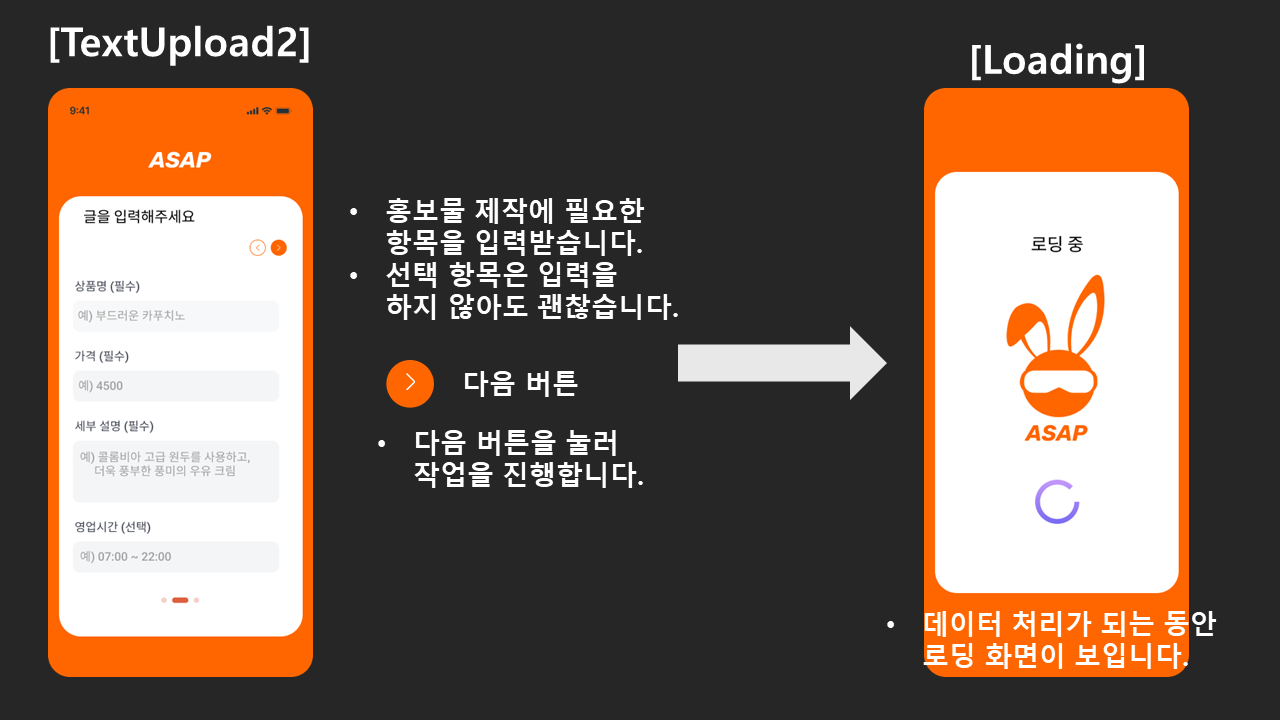 [TextUpload2]
9:41
ASAP
글을 입력해주세요
상품명 (필수)
예) 부드러운 카푸치노
가격 (필수)
예) 4500
세부 설명 (필수)
예) 콜롬비아 고급 원두를 사용하고,
더욱 풍부한 풍미의 우유 크림
영업시간 (선택)
예) 07:00 ~ 22:00
• 홍보물 제작에 필요한
항목을 입력받습니다.
• 선택 항목은 입력을
하지 않아도 괜찮습니다.
다음 버튼
• 다음 버튼을 눌러
작업을 진행합니다.
[Loading]
로딩 중
ASAP
• 데이터 처리가 되는 동안
로딩 화면이 보입니다.